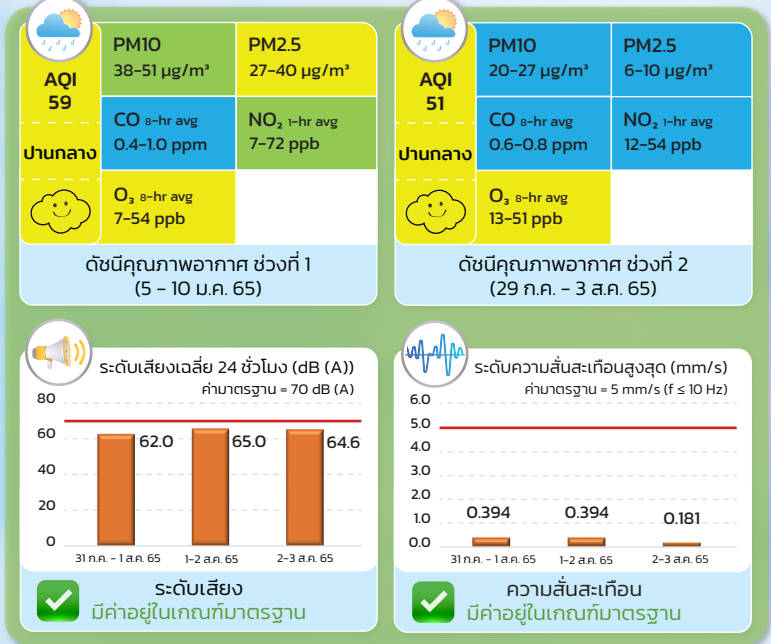 AQI
59
ปานกลาง
PM10
38-51 µg/m³
PM2.5
27-40 µg/m³
CO 8-hr avg
0.4-1.0 ppm
NO₂ 1-hr avg
7-72 ppb
O₃ 8-hr avg
7-54 ppb
ดัชนีคุณภาพอากาศ ช่วงที่ 1
(5 - 10 ม.ค. 65)
AQI
51
ปานกลาง
PM10
20-27 µg/m³
PM2.5
6-10 µg/m³
CO 8-hr avg
0.6-0.8 ppm
NO₂ 1-hr avg
12-54 ppb
O₃ 8-hr avg
13-51 ppb
ดัชนีคุณภาพอากาศ ช่วงที่ 2
(29 ก.ค. - 3 ส.ค. 65)
ระดับเสียงเฉลี่ย 24 ชั่วโมง (dB (A))
ค่ามาตรฐาน = 70 dB (A)
80
60
40
20
0
62.0
65.0
64.6
31 ก.ค. - 1 ส.ค. 65
1-2 ส.ค. 65
2-3 ส.ค. 65
ระดับเสียง
มีค่าอยู่ในเกณฑ์มาตรฐาน
ระดับความสั่นสะเทือนสูงสุด (mm/s)
ค่ามาตรฐาน = 5 mm/s (f ≤ 10 Hz)
6.0
5.0
4.0
3.0
2.0
1.0
0.0
0.394
0.394
0.181
31 ก.ค. - 1 ส.ค. 65
1-2 ส.ค. 65
2-3 ส.ค. 65
ความสั่นสะเทือน
มีค่าอยู่ในเกณฑ์มาตรฐาน